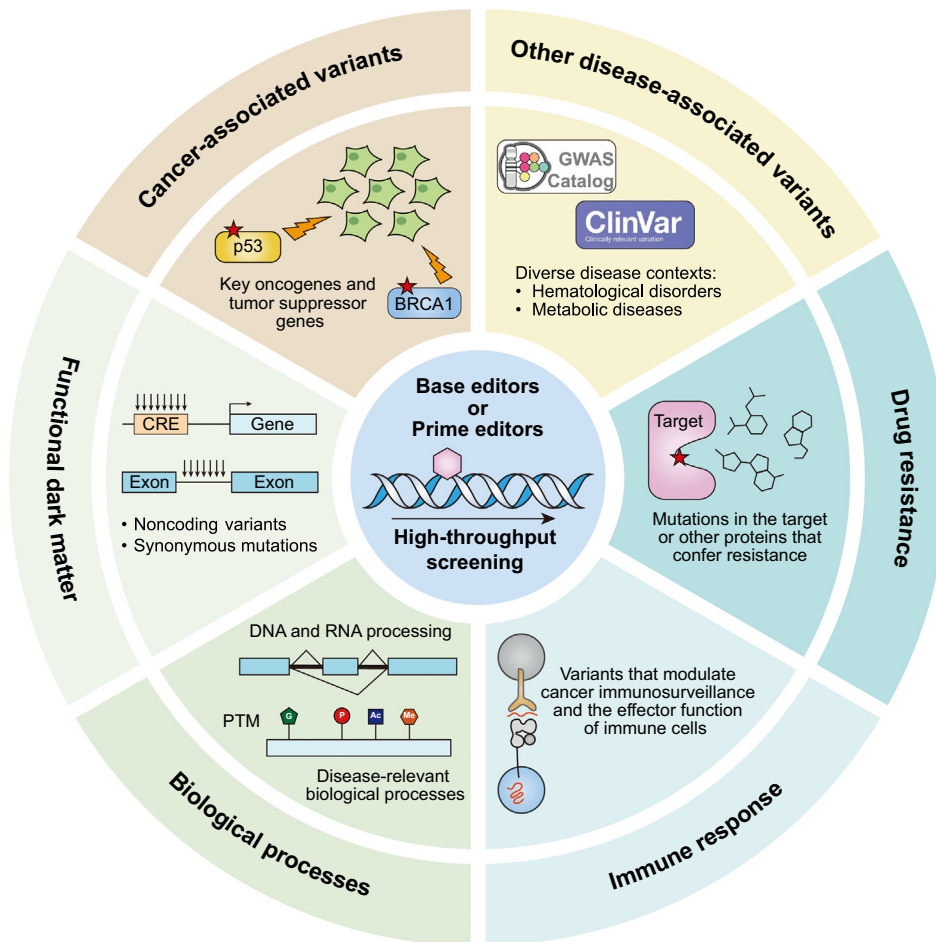 Cancer-associated variants
p53
BRCA1
Key oncogenes and
tumor suppressor
genes
Other disease-associated variants
GWAS
Catalog
ClinVar
Clinically relevant variation
Diverse disease contexts:
• Hematological disorders
• Metabolic diseases
Drug resistance
Target
Mutations in the target
or other proteins that
confer resistance
Immune response
Variants that modulate
cancer immunosurveillance
and the effector function
of immune cells
Biological processes
DNA and RNA processing
PTM
G
P
Ac
Me
Disease-relevant
biological processes
Functional dark matter
CRE
Gene
Exon
Exon
• Noncoding variants
• Synonymous mutations
Base editors
or
Prime editors
High-throughput
screening